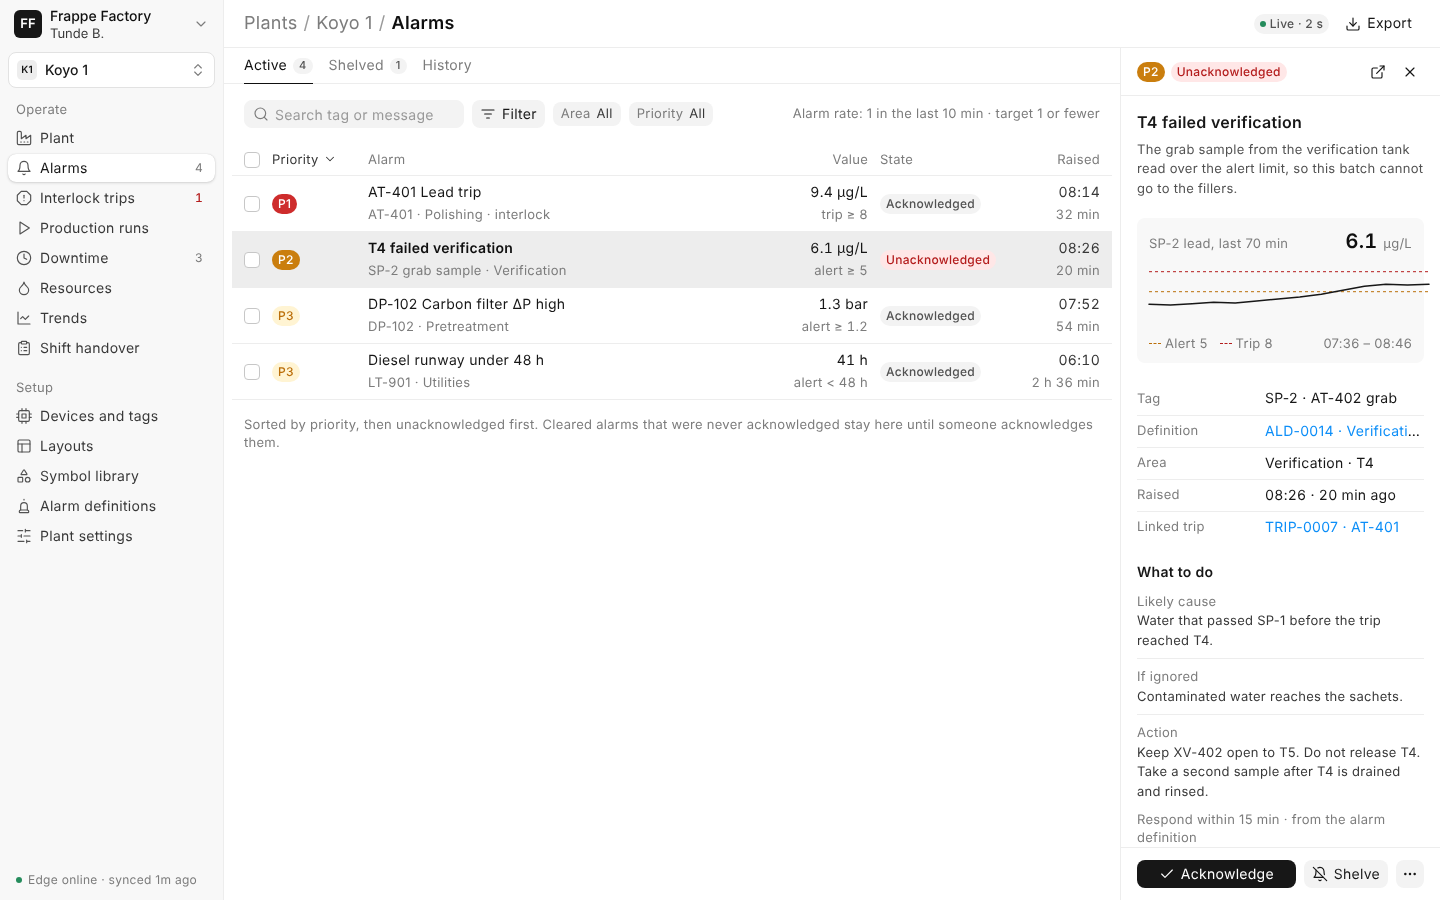 FF
Frappe Factory
Tunde B.
K1 Koyo 1
Operate
Plant
Alarms 4
Interlock trips 1
Production runs
Downtime 3
Resources
Trends
Shift handover
Setup
Devices and tags
Layouts
Symbol library
Alarm definitions
Plant settings
Edge online · synced 1m ago
Plants / Koyo 1 / Alarms
Live · 2 s
Export
Active 4 Shelved 1 History
Search tag or message Filter Area All Priority All
Alarm rate: 1 in the last 10 min · target 1 or fewer
Priority Alarm Value State Raised
P1 AT-401 Lead trip 9.4 µg/L Acknowledged 08:14
AT-401 · Polishing · interlock trip ≥ 8 32 min
P2 T4 failed verification 6.1 µg/L Unacknowledged 08:26
SP-2 grab sample · Verification alert ≥ 5 20 min
P3 DP-102 Carbon filter ΔP high 1.3 bar Acknowledged 07:52
DP-102 · Pretreatment alert ≥ 1.2 54 min
P3 Diesel runway under 48 h 41 h Acknowledged 06:10
LT-901 · Utilities alert < 48 h 2 h 36 min
Sorted by priority, then unacknowledged first. Cleared alarms that were never acknowledged stay here until someone acknowledges
them.
P2 Unacknowledged
T4 failed verification
The grab sample from the verification tank
read over the alert limit, so this batch cannot
go to the fillers.
SP-2 lead, last 70 min 6.1 µg/L
Alert 5 Trip 8 07:36 – 08:46
Tag SP-2 · AT-402 grab
Definition ALD-0014 · Verificati...
Area Verification · T4
Raised 08:26 · 20 min ago
Linked trip TRIP-0007 · AT-401
What to do
Likely cause
Water that passed SP-1 before the trip
reached T4.
If ignored
Contaminated water reaches the sachets.
Action
Keep XV-402 open to T5. Do not release T4.
Take a second sample after T4 is drained
and rinsed.
Respond within 15 min · from the alarm
definition
Acknowledge Shelve